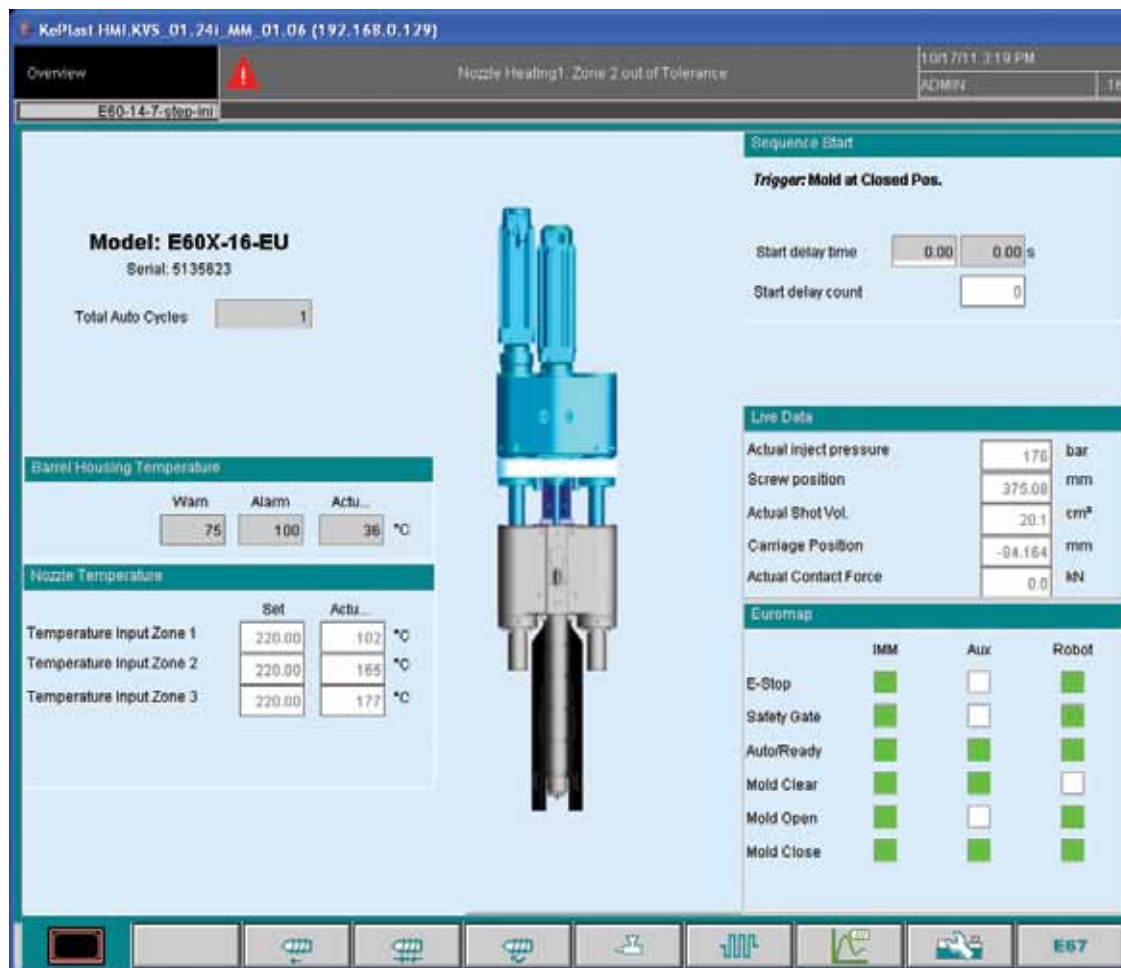 KePlast HMI.KVS_01.24i_MM_01.06 (192.168.0.129)
Overview
Nozzle Heating1. Zone 2 out of Tolerance
10/17/11 3:19 PM
ADMIN
16
E60-14-7-step-ini
Model: E60X-16-EU
Serial: 5135623
Total Auto Cycles 1
Sequence Start
Trigger: Mold at Closed Pos.
Start delay time 0.00 0.00 s
Start delay count 0
Barrel Housing Temperature
Warn Alarm Actu...
75 100 36 °C
Nozzle Temperature
Set Actu...
Temperature Input Zone 1 220.00 102 °C
Temperature Input Zone 2 220.00 165 °C
Temperature Input Zone 3 220.00 177 °C
Live Data
Actual inject pressure 176 bar
Screw position 375.08 mm
Actual Shot Vol. 20.1 cm³
Carriage Position -94.164 mm
Actual Contact Force 0.0 kN
Euromap
IMM Aux Robot
E-Stop
Safety Gate
Auto/Ready
Mold Clear
Mold Open
Mold Close
E67